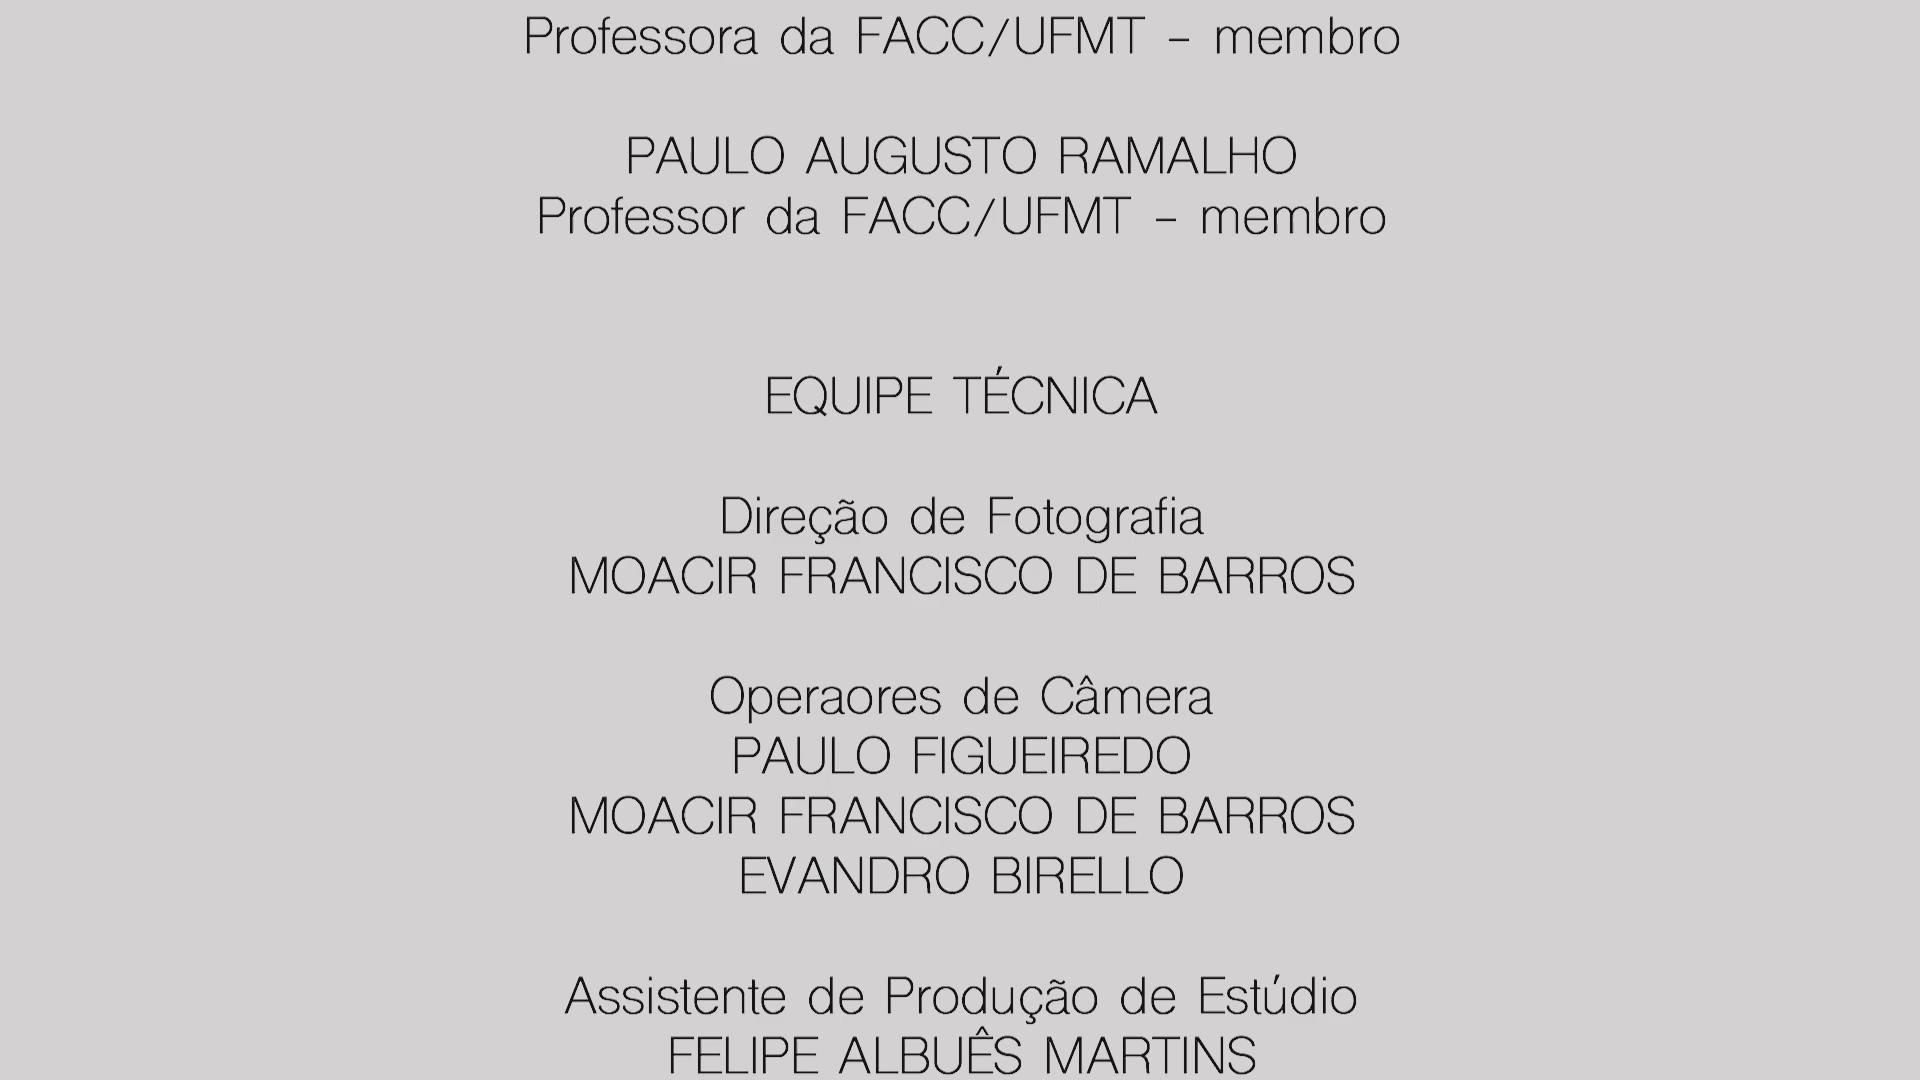 Professora da FACC/UFMT - membro
PAULO AUGUSTO RAMALHO
Professor da FACC/UFMT - membro
EQUIPE TÉCNICA
Direção de Fotografia
MOACIR FRANCISCO DE BARROS
Operaores de Câmera
PAULO FIGUEIREDO
MOACIR FRANCISCO DE BARROS
EVANDRO BIRELLO
Assistente de Produção de Estúdio
FELIPE ALBUÊS MARTINS